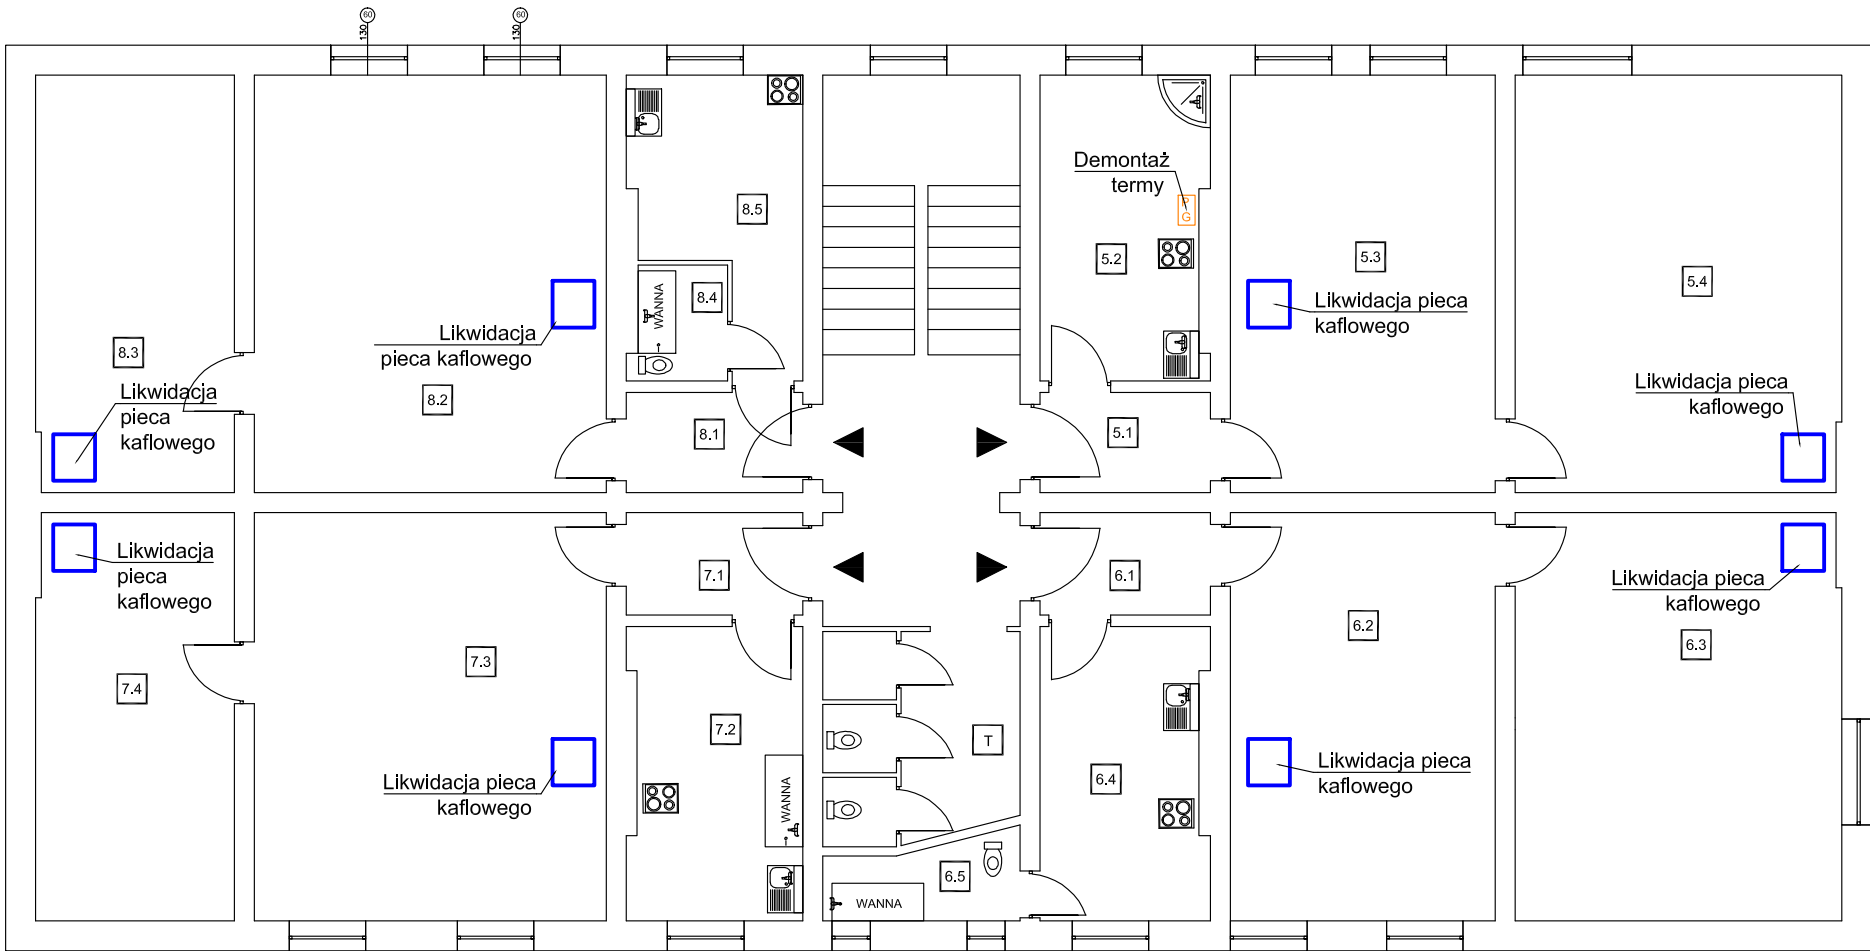 60
130
60
130
8.5
Demontaż
termy
P
G
5.2
5.3
5.4
8.4
WANNA
Likwidacja pieca
kaflowego
Likwidacja
pieca kaflowego
8.3
8.2
Likwidacja
pieca
kaflowego
Likwidacja pieca
kaflowego
8.1
5.1
Likwidacja
pieca
kaflowego
7.1
6.1
Likwidacja pieca
kaflowego
6.2
6.3
7.3
7.4
7.2
T
Likwidacja pieca
kaflowego
WANNA
6.4
Likwidacja pieca
kaflowego
6.5
WANNA